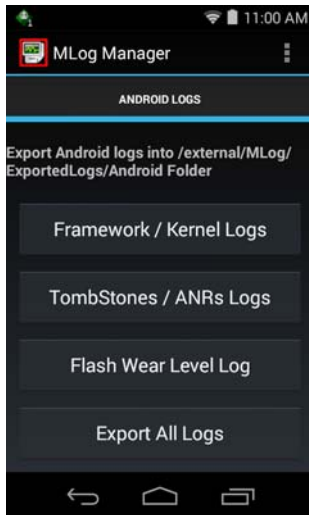 11:00 AM
MLog Manager
ANDROID LOGS
Export Android logs into /external/MLog/
ExportedLogs/Android Folder
Framework / Kernel Logs
TombStones / ANRs Logs
Flash Wear Level Log
Export All Logs